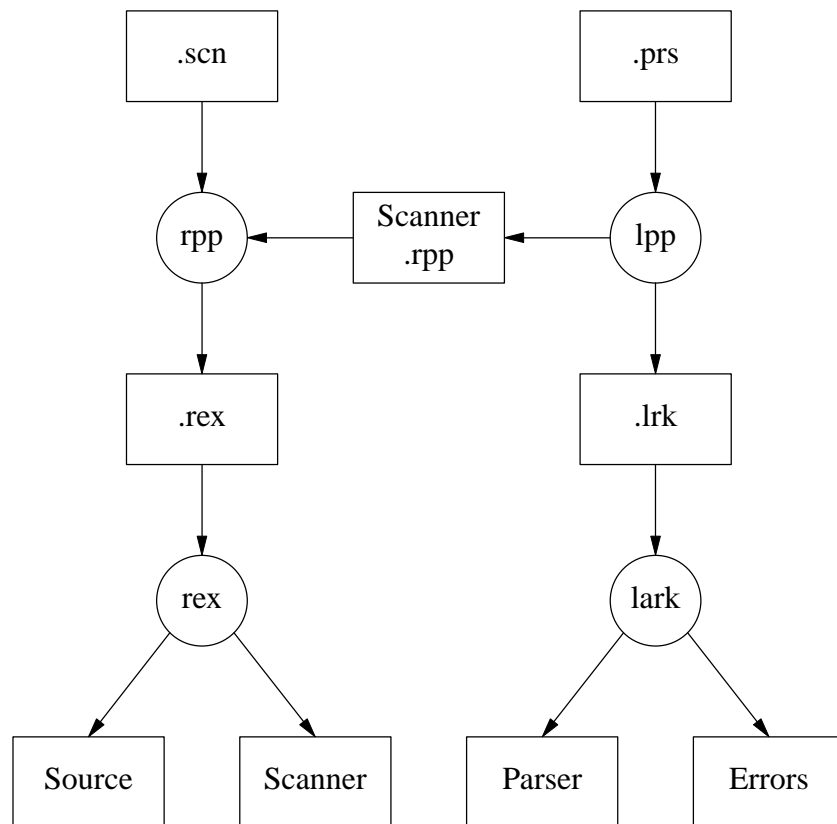 .scn
.prs
rpp
Scanner
.rpp
lpp
.rex
.lrk
rex
lark
Source
Scanner
Parser
Errors